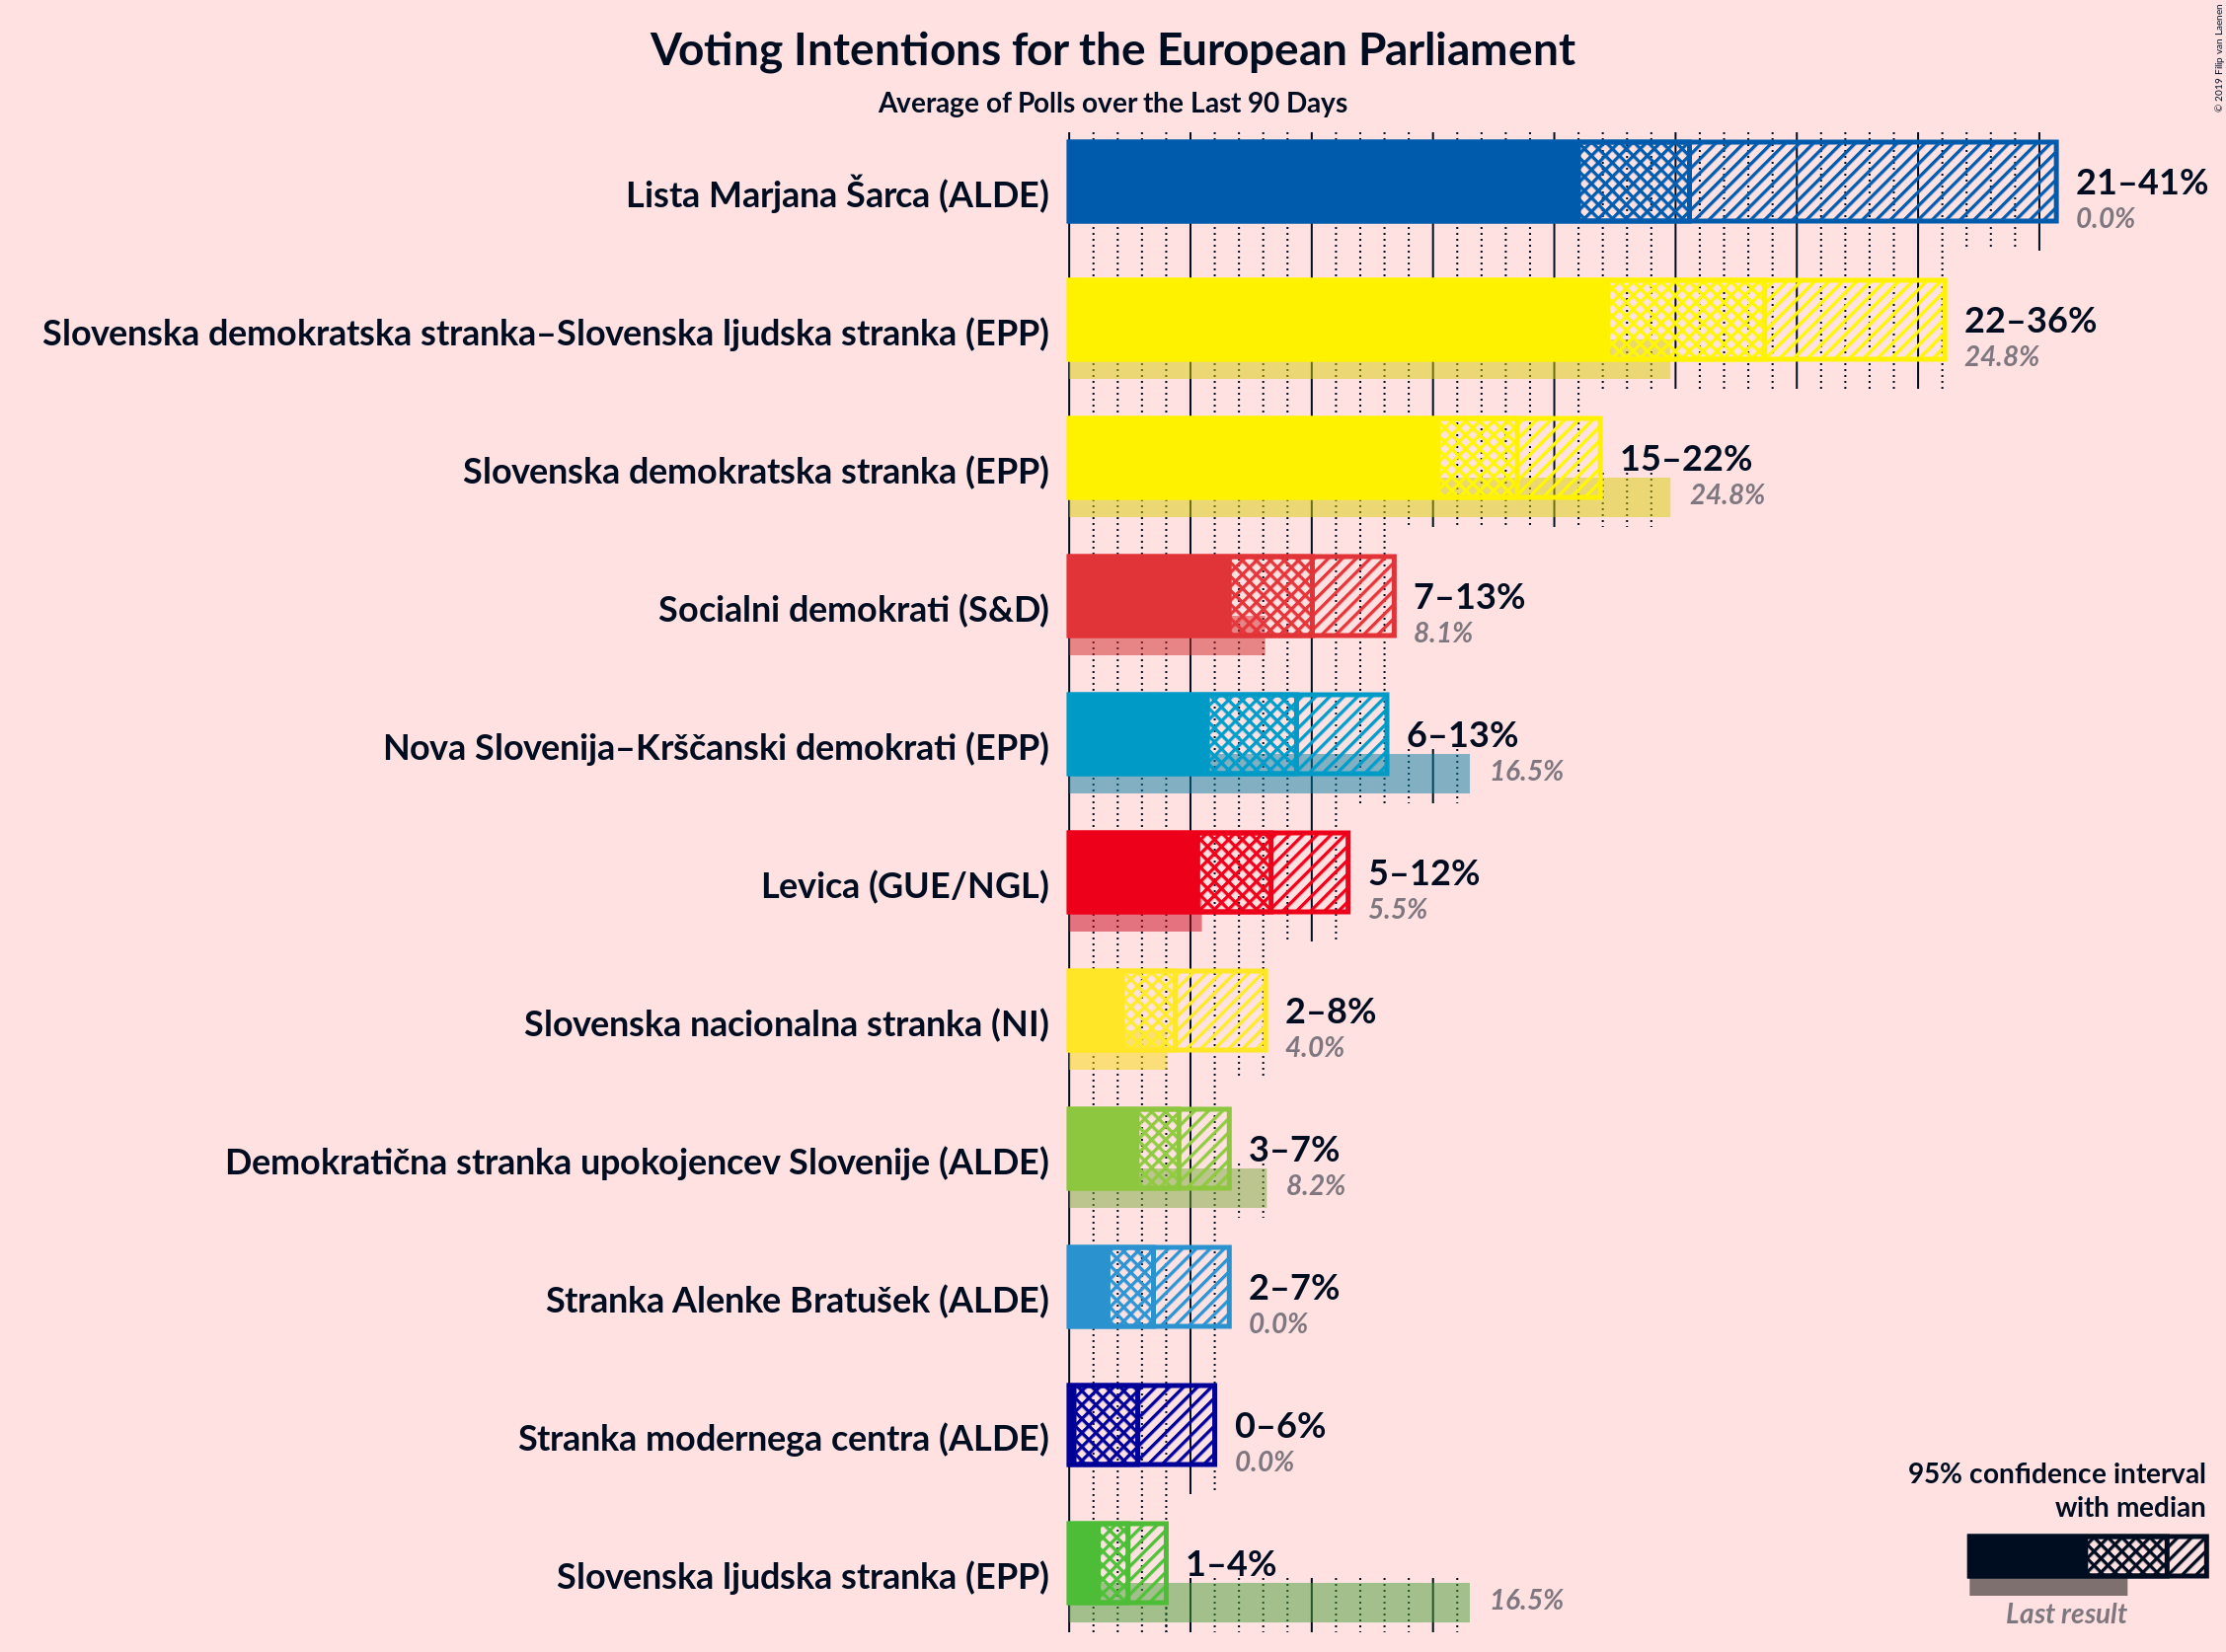 Voting Intentions for the European Parliament
Average of Polls over the Last 90 Days
© 2019 Filip van Laenen
Lista Marjana Šarca (ALDE)
21–41%
0.0%
Slovenska demokratska stranka–Slovenska ljudska stranka (EPP)
22–36%
24.8%
Slovenska demokratska stranka (EPP)
15–22%
24.8%
Socialni demokrati (S&D)
7–13%
8.1%
Nova Slovenija–Krščanski demokrati (EPP)
6–13%
16.5%
Levica (GUE/NGL)
5–12%
5.5%
Slovenska nacionalna stranka (NI)
2–8%
4.0%
Demokratična stranka upokojencev Slovenije (ALDE)
3–7%
8.2%
Stranka Alenke Bratušek (ALDE)
2–7%
0.0%
Stranka modernega centra (ALDE)
0–6%
0.0%
Slovenska ljudska stranka (EPP)
1–4%
16.5%
95% confidence interval
with median
Last result